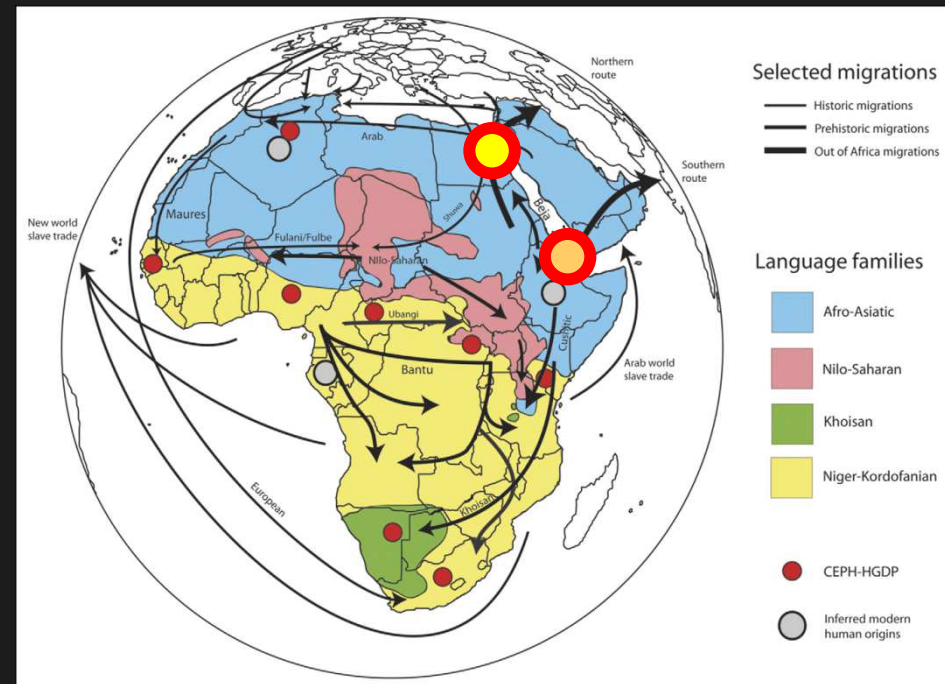 Northern
route
Selected migrations
Historic migrations
Prehistoric migrations
Out of Africa migrations
Southern
route
Arab
Beja
Maures
Shuwa
New world
slave trade
Fulani/Fulbe
NIlo-Saharan
Language families
Afro-Asiatic
Ubangi
Cushitic
Bantu
Arab world
slave trade
Nilo-Saharan
Khoisan
Niger-Kordofanian
European
Khoisan
CEPH-HGDP
Inferred modern
human origins